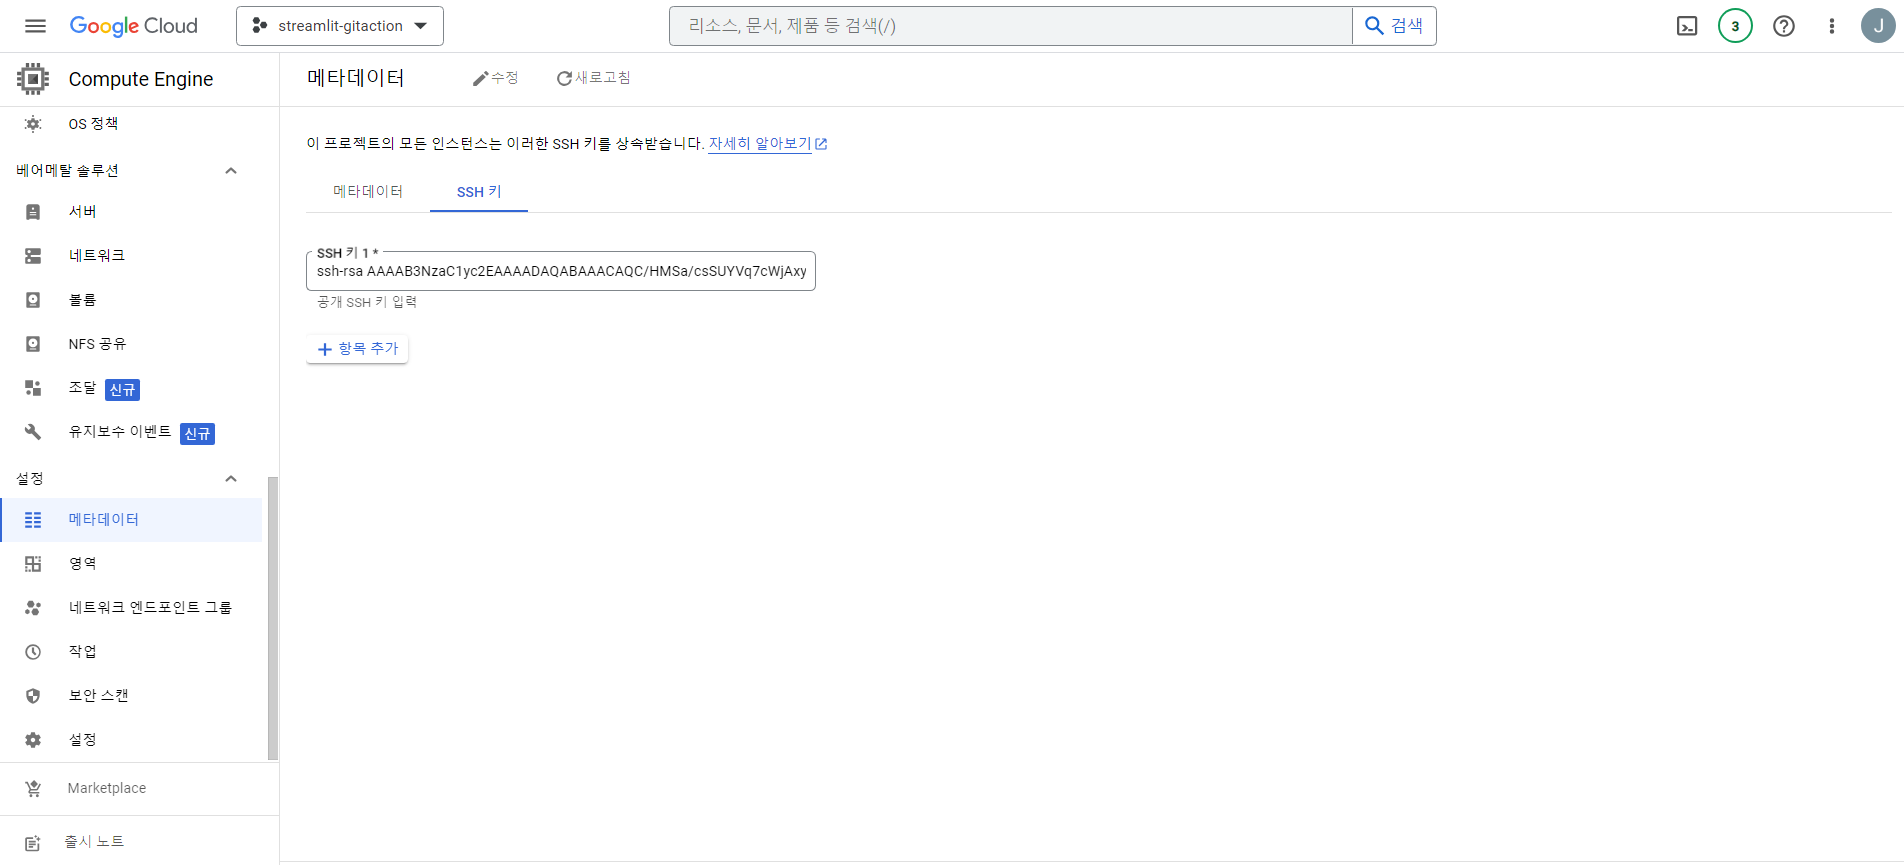 Google Cloud
streamlit-gitaction
리소스, 문서, 제품 등 검색(/)
검색
3
J
Compute Engine
메타데이터
수정
새로고침
OS 정책
베어메탈 솔루션
서버
네트워크
볼륨
NFS 공유
조달 신규
유지보수 이벤트 신규
설정
메타데이터
영역
네트워크 엔드포인트 그룹
작업
보안 스캔
설정
Marketplace
출시 노트
이 프로젝트의 모든 인스턴스는 이러한 SSH 키를 상속받습니다. 자세히 알아보기
메타데이터
SSH 키
SSH 키 1 *
ssh-rsa AAAAB3NzaC1yc2EAAAADAQABAAACAQC/HMSa/csSUYVq7cWjAxy
공개 SSH 키 입력
항목 추가